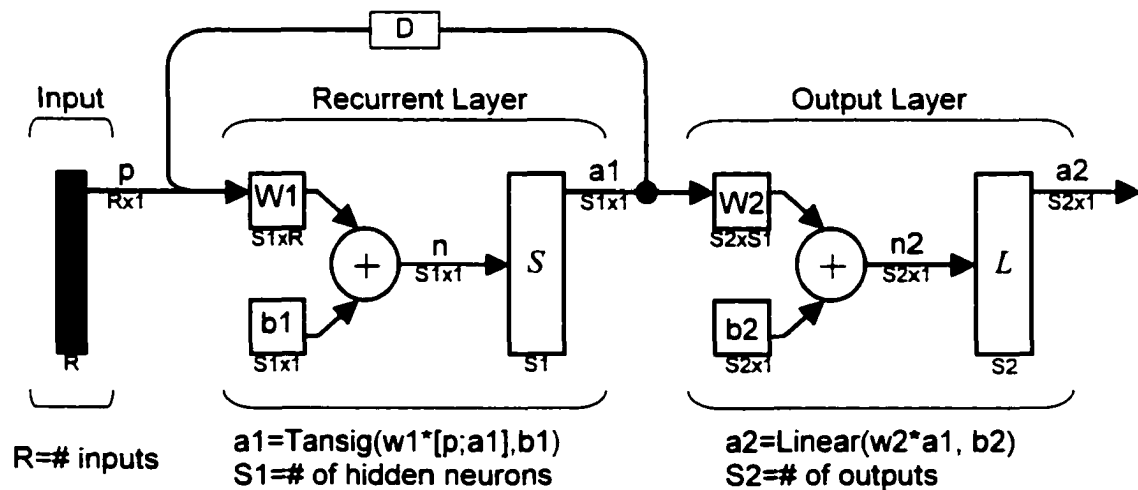 D
Input
Recurrent Layer
Output Layer
p
Rx1
W1
S1xR
a1
S1x1
W2
S2xS1
a2
S2x1
+
n
S1x1
S
+
n2
S2x1
L
b1
S1x1
b2
S2x1
R
S1
S2
R=# inputs
a1=Tansig(w1*[p;a1],b1)
S1=# of hidden neurons
a2=Linear(w2*a1, b2)
S2=# of outputs